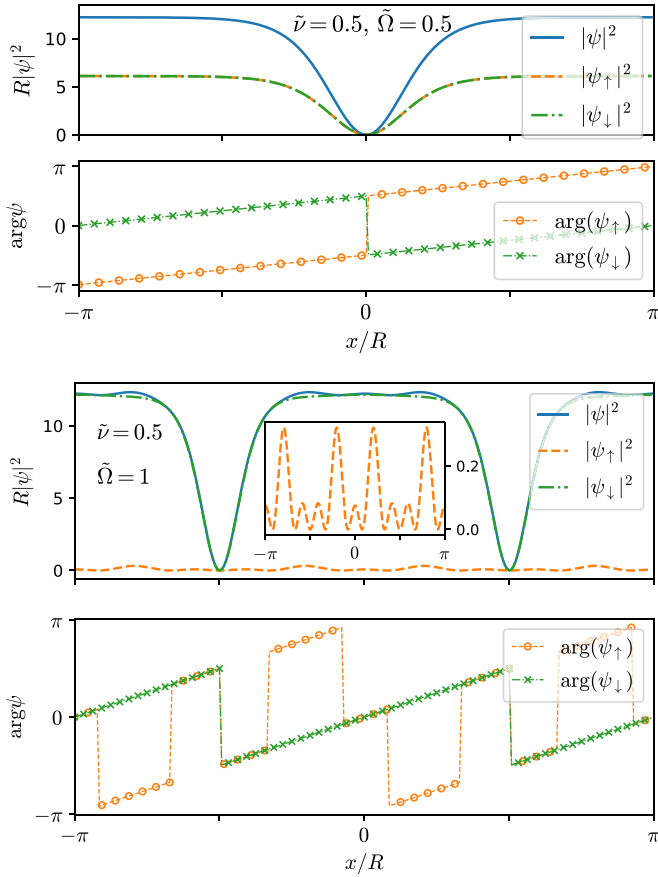 ν̃ = 0.5, Ω̃ = 0.5
|ψ|²
|ψ↑|²
|ψ↓|²
R|ψ|²
10
5
0
argψ
π
0
−π
arg(ψ↑)
arg(ψ↓)
−π
0
π
x/R
R|ψ|²
10
5
0
ν̃ = 0.5
Ω̃ = 1
|ψ|²
|ψ↑|²
|ψ↓|²
0.2
0.0
−π
0
π
argψ
π
0
−π
arg(ψ↑)
arg(ψ↓)
−π
0
π
x/R